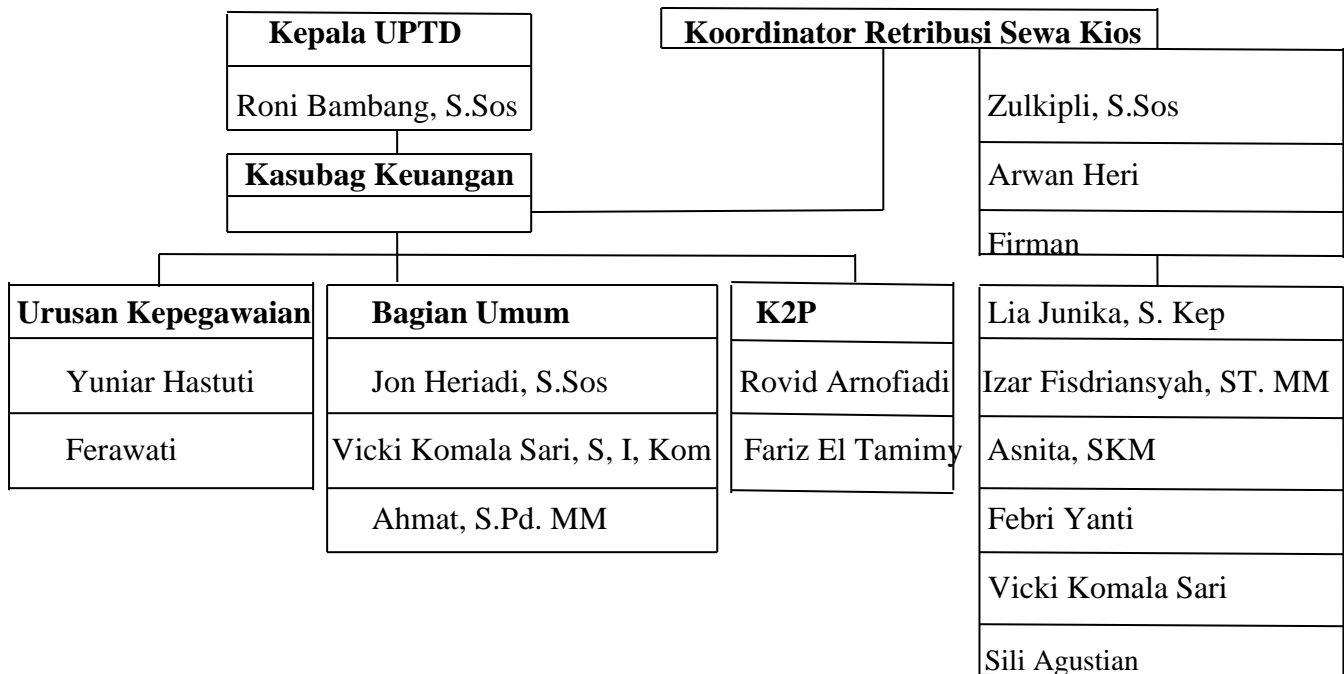 Kepala UPTD
Roni Bambang, S.Sos
Kasubag Keuangan
Koordinator Retribusi Sewa Kios
Zulkipli, S.Sos
Arwan Heri
Firman
Urusan Kepegawaian
Yuniar Hastuti
Ferawati
Bagian Umum
Jon Heriadi, S.Sos
Vicki Komala Sari, S, I, Kom
Ahmat, S.Pd. MM
K2P
Rovid Arnofiadi
Fariz El Tamimy
Lia Junika, S. Kep
Izar Fisdriansyah, ST. MM
Asnita, SKM
Febri Yanti
Vicki Komala Sari
Sili Agustian